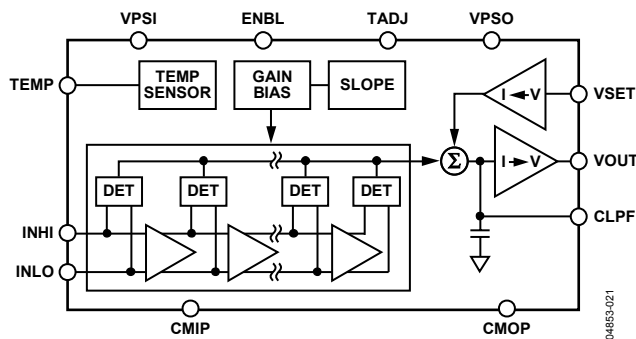 VPSI
ENBL
TADJ
VPSO
TEMP
TEMP
SENSOR
GAIN
BIAS
SLOPE
I V
VSET
Σ
I V
VOUT
DET
DET
DET
DET
CLPF
INHI
INLO
CMIP
CMOP
04853-021